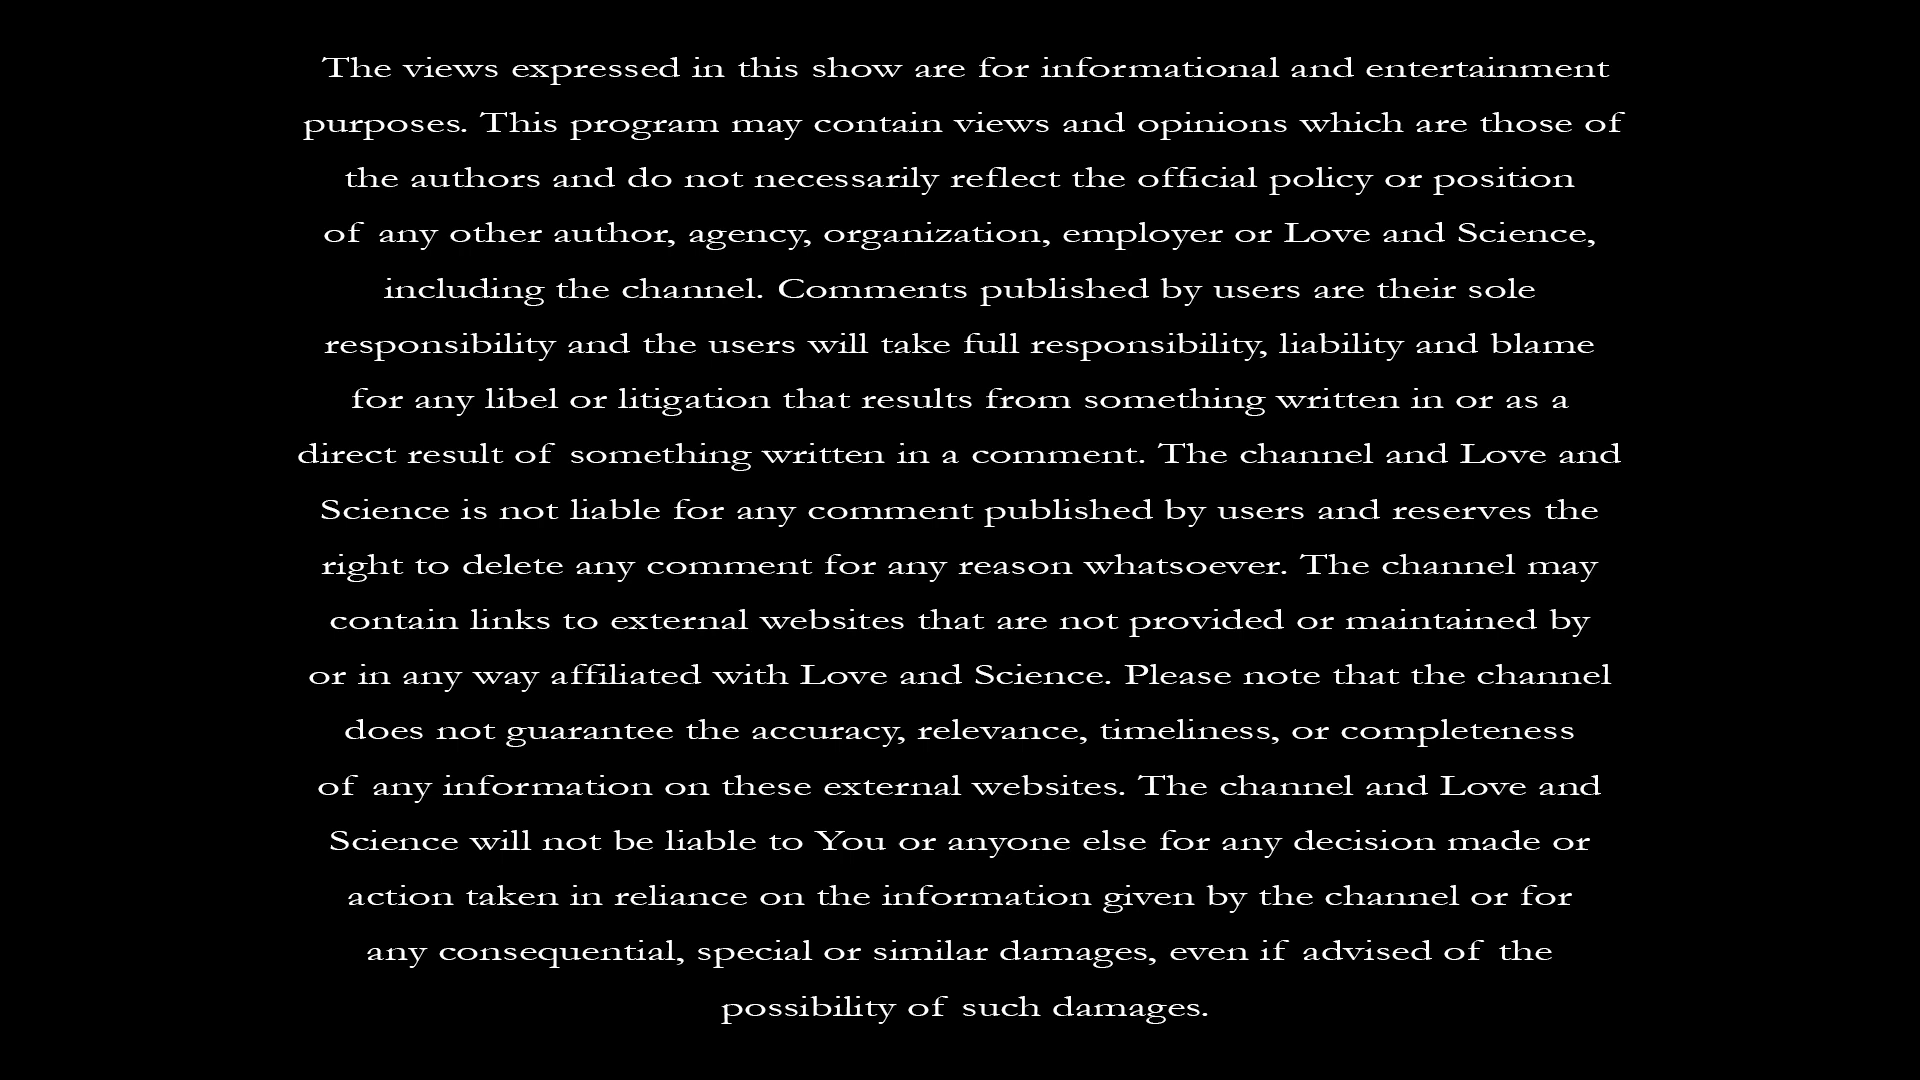 The views expressed in this show are for informational and entertainment
purposes. This program may contain views and opinions which are those of
the authors and do not necessarily reflect the official policy or position
of any other author, agency, organization, employer or Love and Science,
including the channel. Comments published by users are their sole
responsibility and the users will take full responsibility, liability and blame
for any libel or litigation that results from something written in or as a
direct result of something written in a comment. The channel and Love and
Science is not liable for any comment published by users and reserves the
right to delete any comment for any reason whatsoever. The channel may
contain links to external websites that are not provided or maintained by
or in any way affiliated with Love and Science. Please note that the channel
does not guarantee the accuracy, relevance, timeliness, or completeness
of any information on these external websites. The channel and Love and
Science will not be liable to You or anyone else for any decision made or
action taken in reliance on the information given by the channel or for
any consequential, special or similar damages, even if advised of the
possibility of such damages.